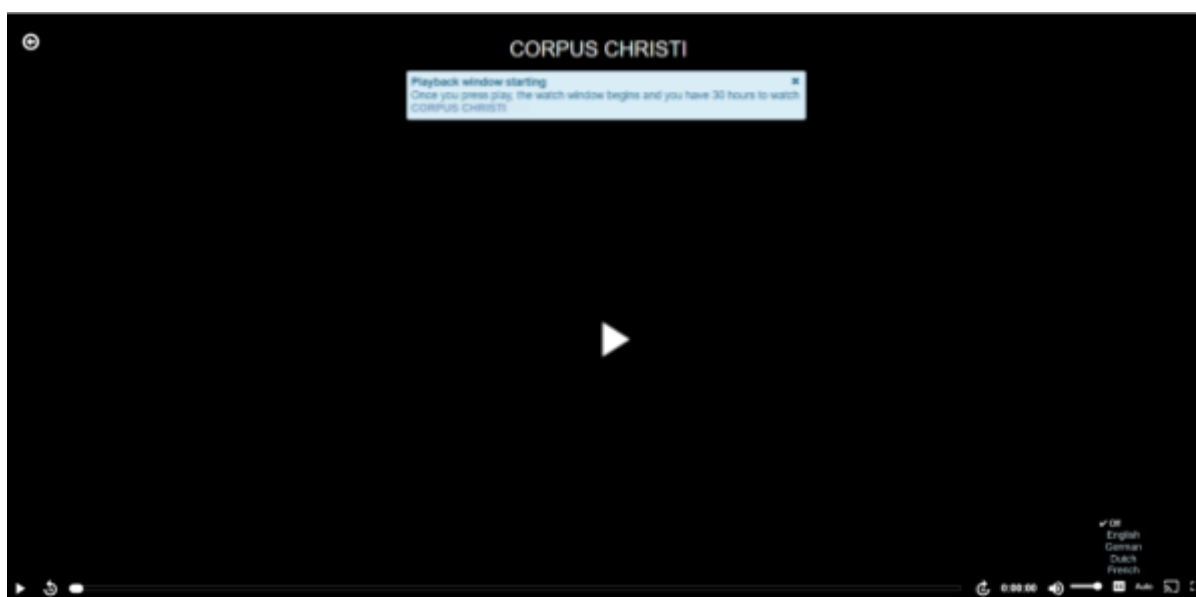 CORPUS CHRISTI
Playback window starting
Once you press play, the watch window begins and you have 30 hours to watch
CORPUS CHRISTI
✔ Off
English
German
Dutch
French
0:00:00
CC
Auto